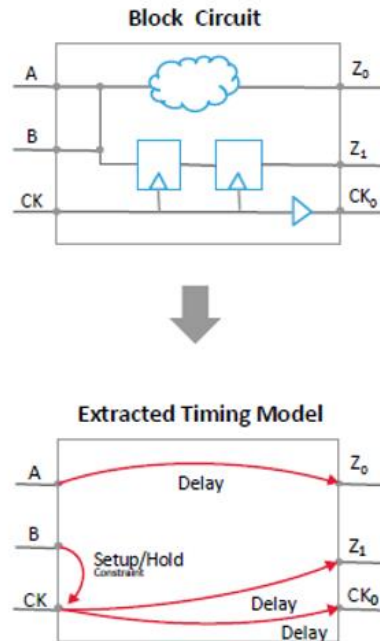 Block Circuit
A
Z₀
B
Z₁
CK
CK₀
Extracted Timing Model
A
Z₀
Delay
B
Setup/Hold
Constraint
Z₁
CK
CK₀
Delay
Delay